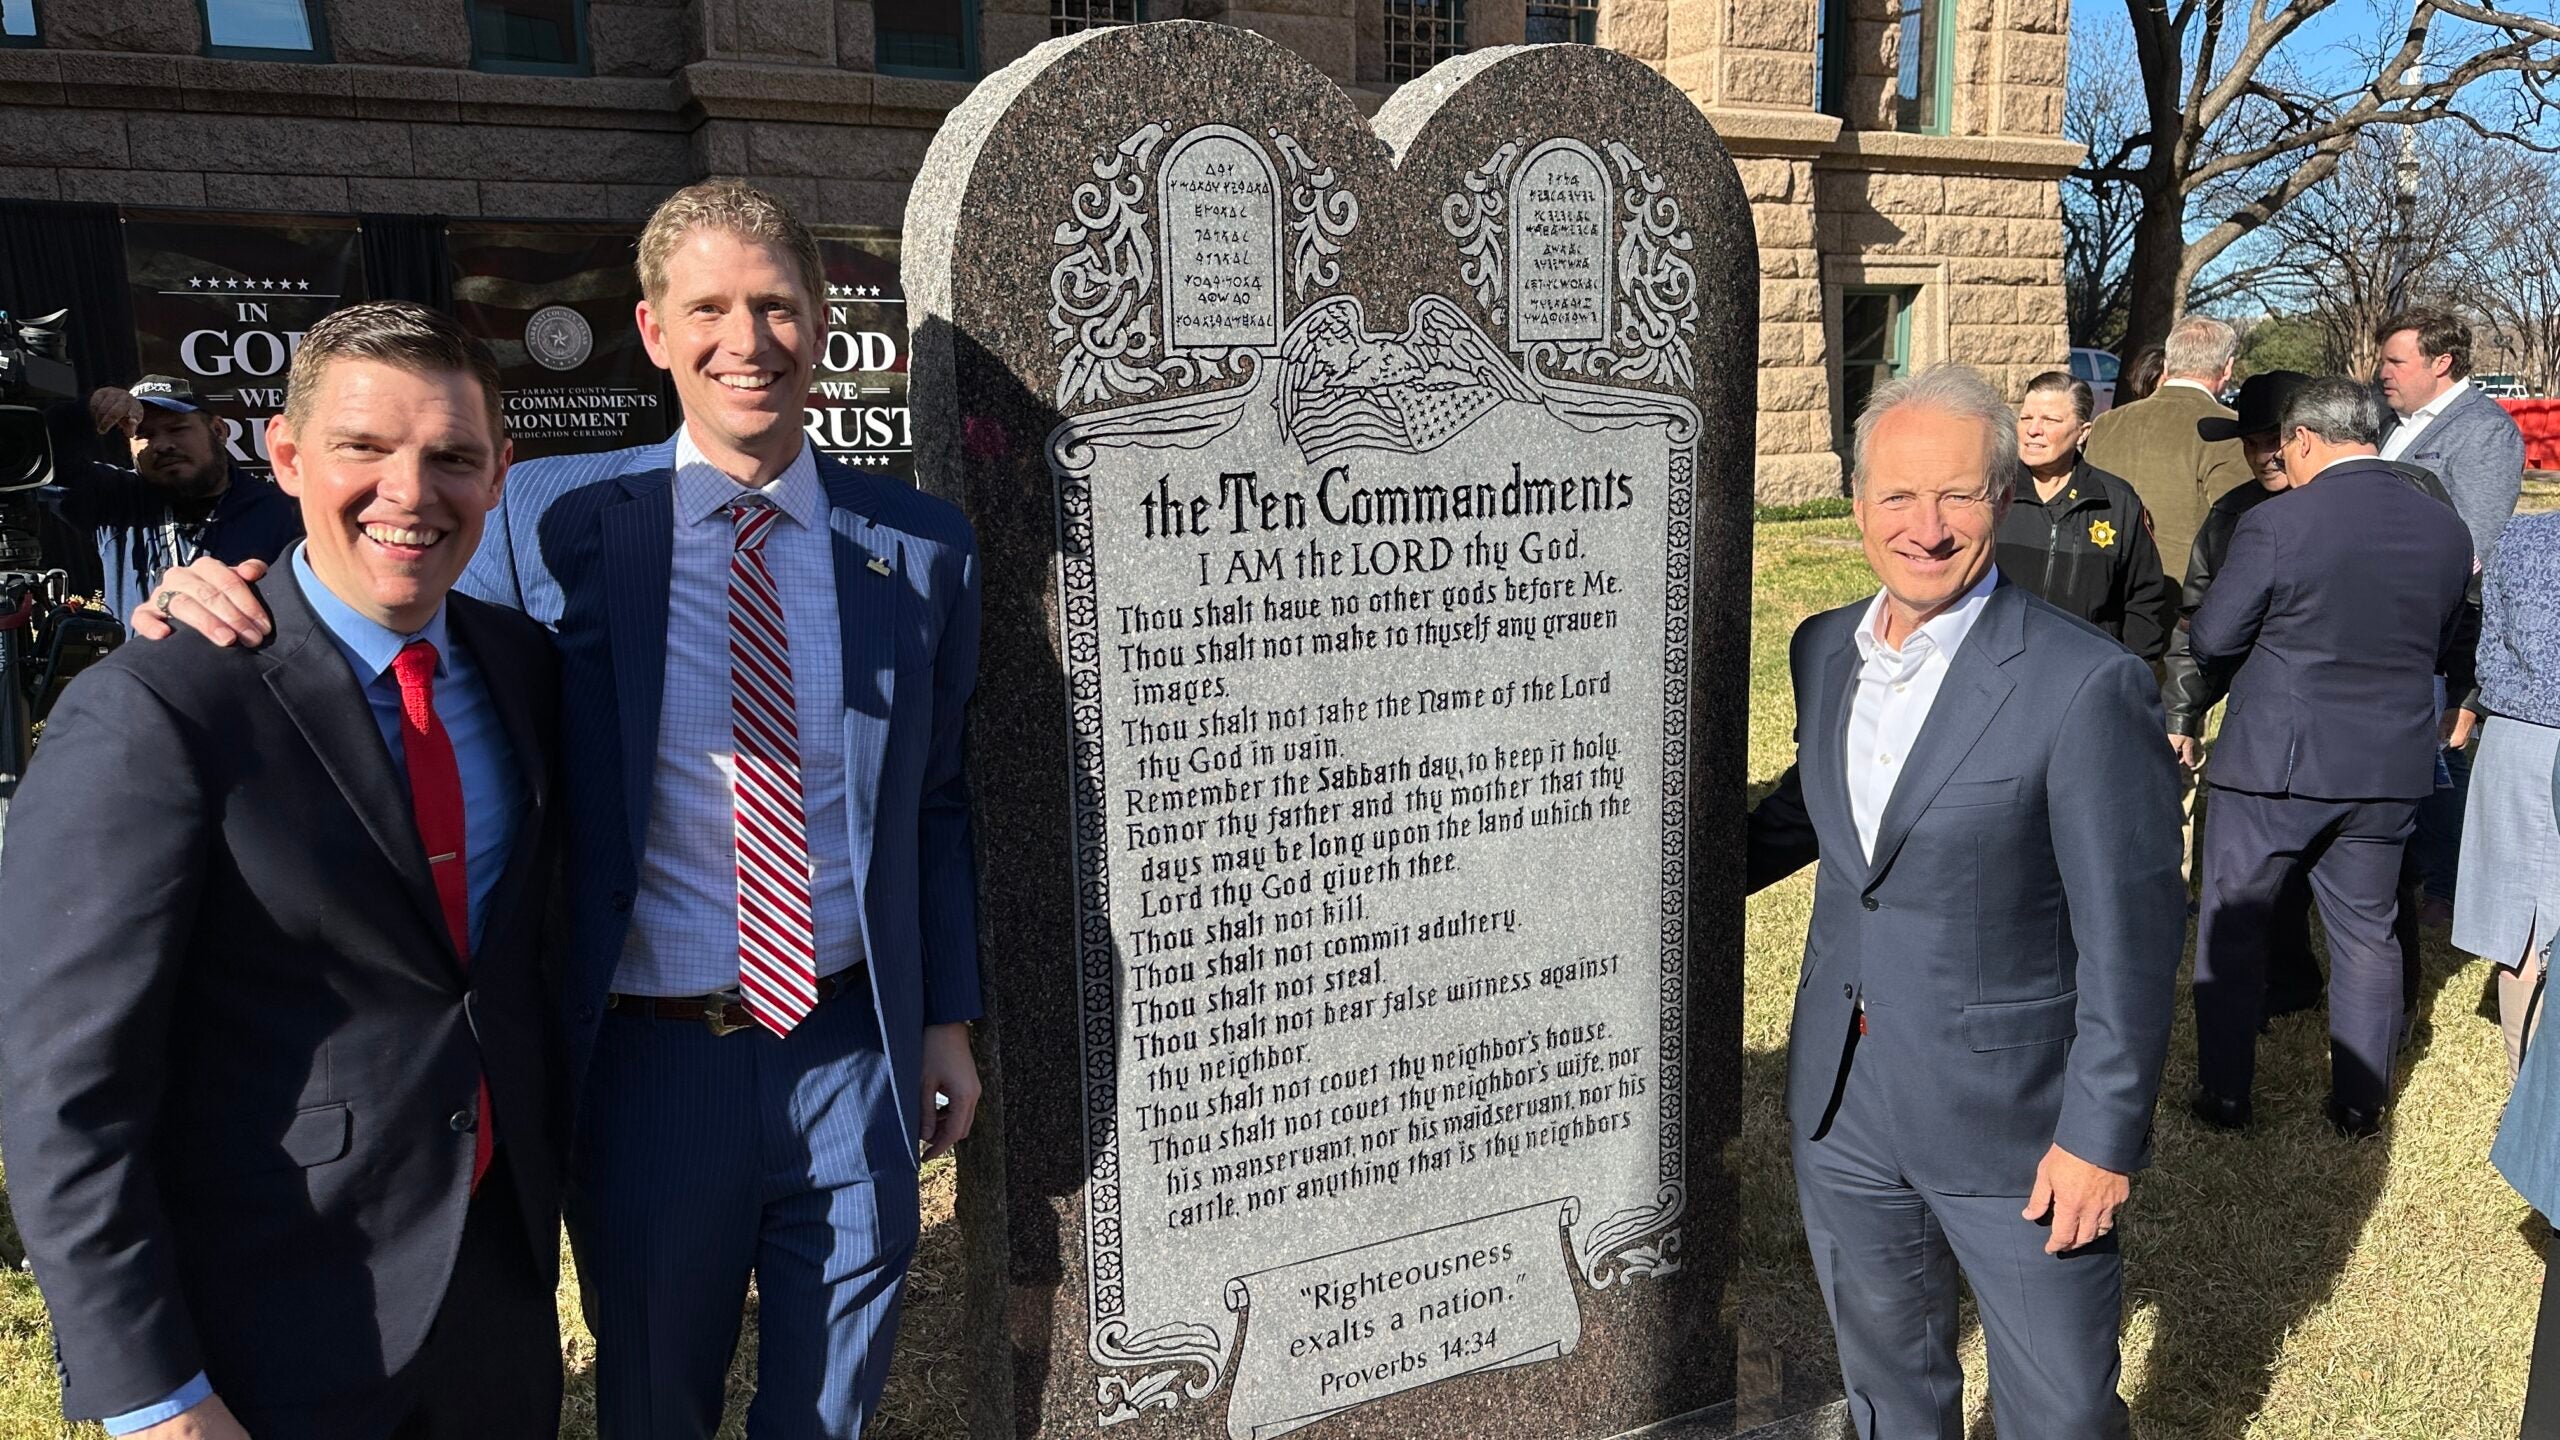 IN
GOD
WE
TARRANT COUNTY
COMMANDMENTS
MONUMENT
DEDICATION CEREMONY
WE
the Ten Commandments
I AM the LORD thy God.
Thou shalt have no other gods before Me.
Thou shalt not make to thyself any graven
images.
Thou shalt not take the Name of the Lord
thy God in vain.
Remember the Sabbath day, to keep it holy.
Honor thy father and thy mother that thy
days may be long upon the land which the
Lord thy God giveth thee.
Thou shalt not kill.
Thou shalt not commit adultery.
Thou shalt not steal.
Thou shalt not bear false witness against
thy neighbor.
Thou shalt not covet thy neighbor's house.
Thou shalt not covet thy neighbor's wife, nor
his manservant, nor his maidservant, nor his
cattle, nor anything that is thy neighbors
"Righteousness
exalts a nation."
Proverbs 14:34